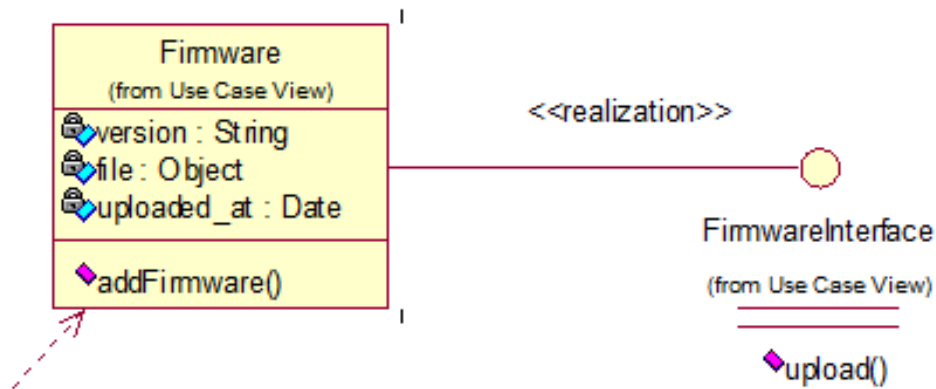 Firmware
(from Use Case View)
version : String
file : Object
uploaded_at : Date
addFirmware()
<<realization>>
FirmwareInterface
(from Use Case View)
upload()